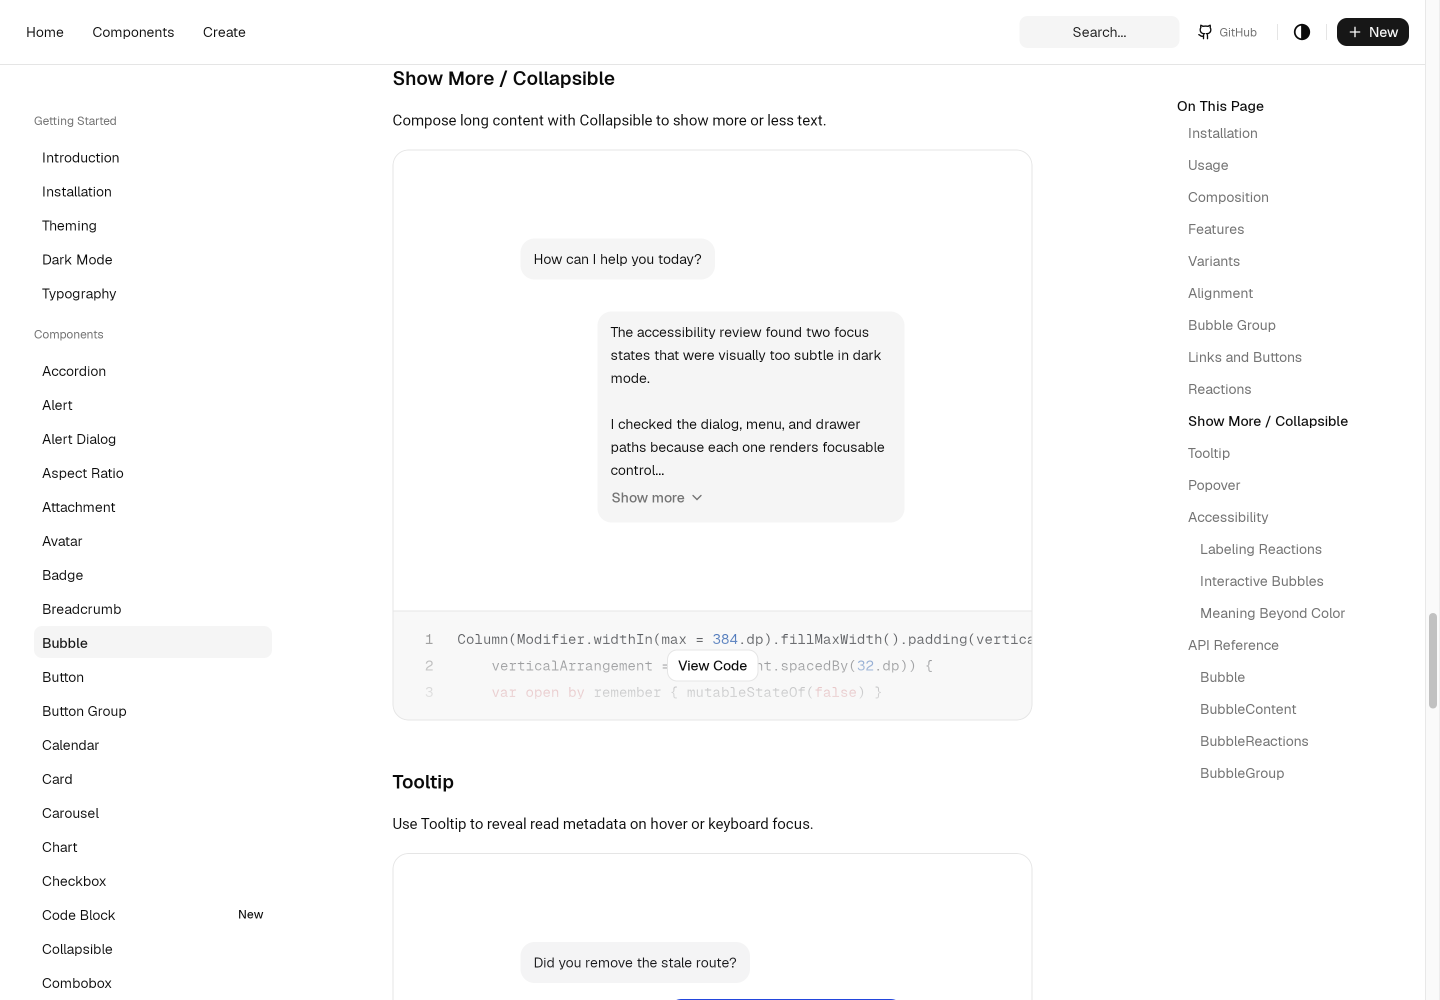 Home
Components
Create
Search...
GitHub
New
Getting Started
Introduction
Installation
Theming
Dark Mode
Typography
Components
Accordion
Alert
Alert Dialog
Aspect Ratio
Attachment
Avatar
Badge
Breadcrumb
Bubble
Button
Button Group
Calendar
Card
Carousel
Chart
Checkbox
Code Block
New
Collapsible
Combobox
Show More / Collapsible
Compose long content with Collapsible to show more or less text.
How can I help you today?
The accessibility review found two focus
states that were visually too subtle in dark
mode.
I checked the dialog, menu, and drawer
paths because each one renders focusable
control...
Show more
1 Column(Modifier.widthIn(max = 384.dp).fillMaxWidth().padding(vertica
2 verticalArrangement = nt.spacedBy(32.dp)) {
View Code
3 var open by remember { mutableStateOf(false) }
Tooltip
Use Tooltip to reveal read metadata on hover or keyboard focus.
Did you remove the stale route?
On This Page
Installation
Usage
Composition
Features
Variants
Alignment
Bubble Group
Links and Buttons
Reactions
Show More / Collapsible
Tooltip
Popover
Accessibility
Labeling Reactions
Interactive Bubbles
Meaning Beyond Color
API Reference
Bubble
BubbleContent
BubbleReactions
BubbleGroup